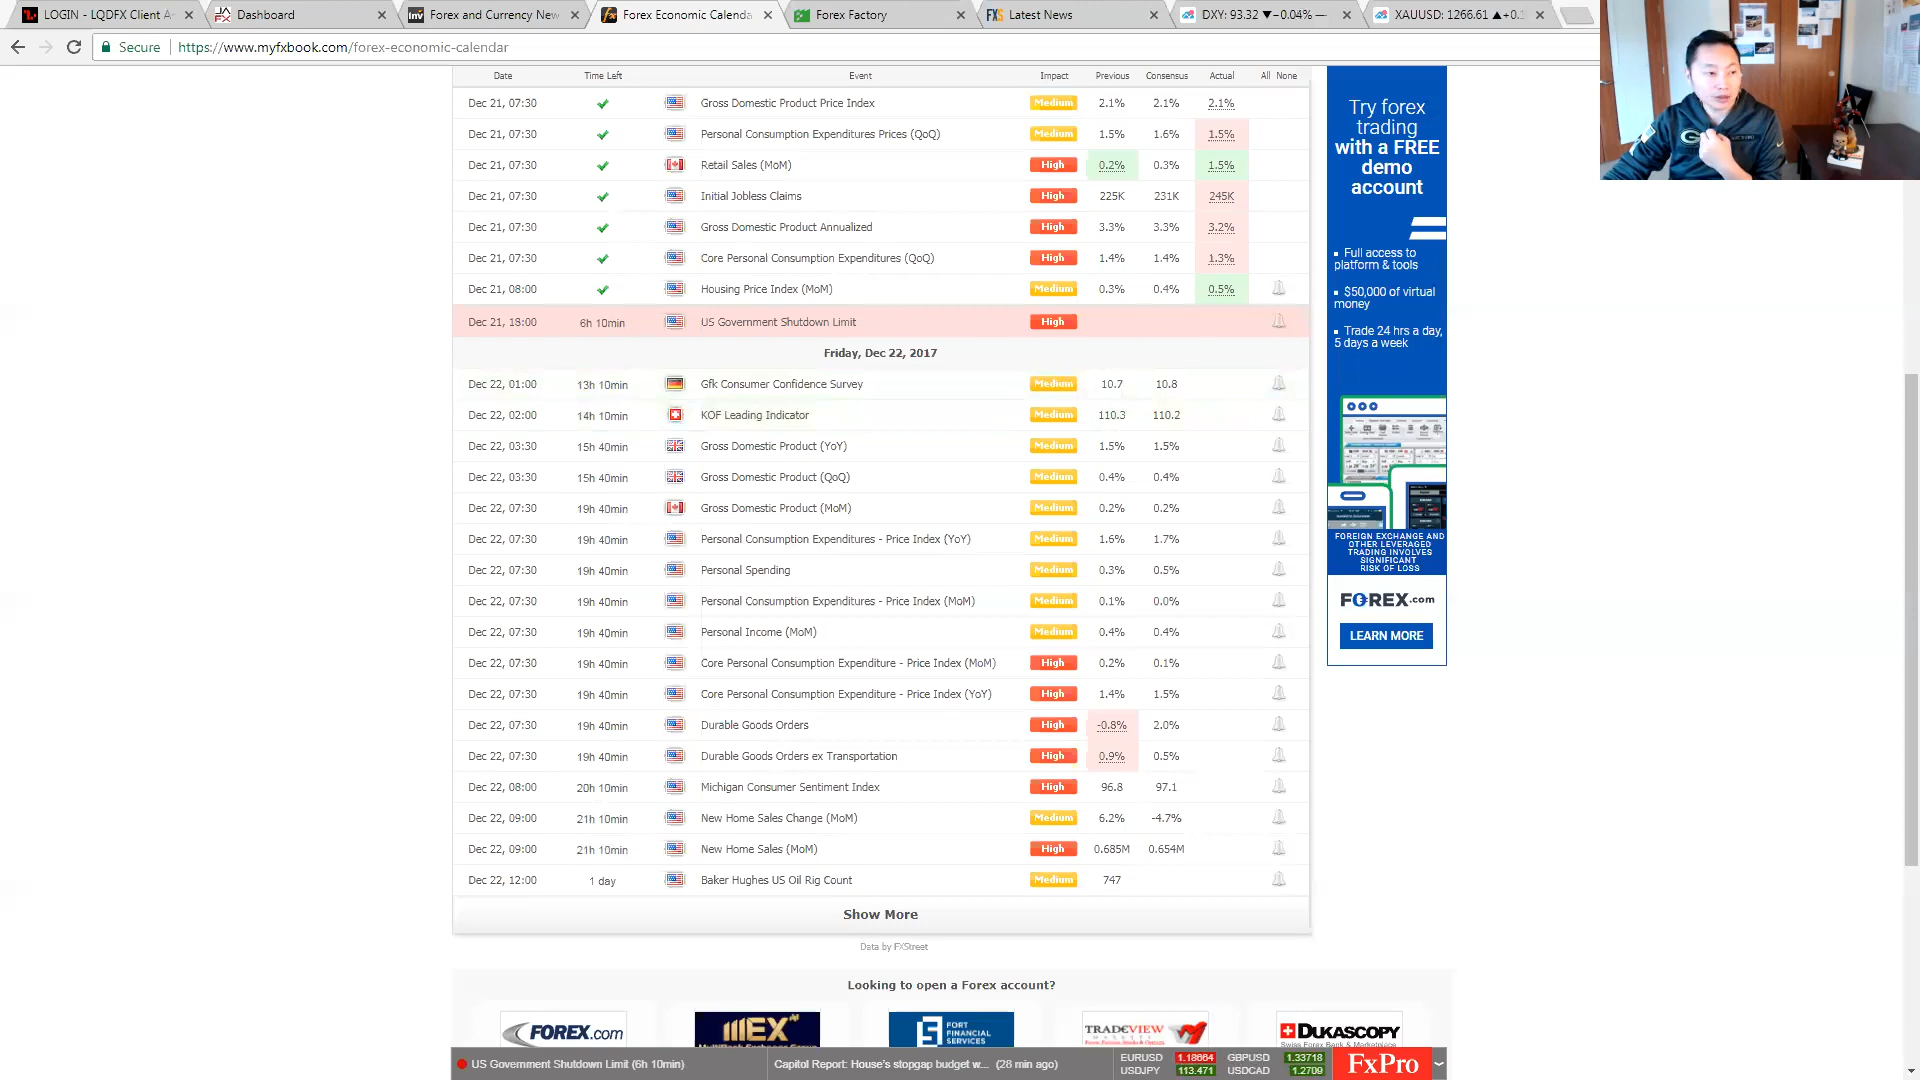 LOGIN - LQDFX Client A
Dashboard
Forex and Currency New
Forex Economic Calenda
Forex Factory
FXS Latest News
DXY: 93.32 ▼−0.04% —
XAUUSD: 1266.61 ▲+0.
Secure | https://www.myfxbook.com/forex-economic-calendar
Date Time Left Event Impact Previous Consensus Actual All None
Dec 21, 07:30 Gross Domestic Product Price Index Medium 2.1% 2.1% 2.1%
Dec 21, 07:30 Personal Consumption Expenditures Prices (QoQ) Medium 1.5% 1.6% 1.5%
Dec 21, 07:30 Retail Sales (MoM) High 0.2% 0.3% 1.5%
Dec 21, 07:30 Initial Jobless Claims High 225K 231K 245K
Dec 21, 07:30 Gross Domestic Product Annualized High 3.3% 3.3% 3.2%
Dec 21, 07:30 Core Personal Consumption Expenditures (QoQ) High 1.4% 1.4% 1.3%
Dec 21, 08:00 Housing Price Index (MoM) Medium 0.3% 0.4% 0.5%
Dec 21, 18:00 6h 10min US Government Shutdown Limit High
Friday, Dec 22, 2017
Dec 22, 01:00 13h 10min Gfk Consumer Confidence Survey Medium 10.7 10.8
Dec 22, 02:00 14h 10min KOF Leading Indicator Medium 110.3 110.2
Dec 22, 03:30 15h 40min Gross Domestic Product (YoY) Medium 1.5% 1.5%
Dec 22, 03:30 15h 40min Gross Domestic Product (QoQ) Medium 0.4% 0.4%
Dec 22, 07:30 19h 40min Gross Domestic Product (MoM) Medium 0.2% 0.2%
Dec 22, 07:30 19h 40min Personal Consumption Expenditures - Price Index (YoY) Medium 1.6% 1.7%
Dec 22, 07:30 19h 40min Personal Spending Medium 0.3% 0.5%
Dec 22, 07:30 19h 40min Personal Consumption Expenditures - Price Index (MoM) Medium 0.1% 0.0%
Dec 22, 07:30 19h 40min Personal Income (MoM) Medium 0.4% 0.4%
Dec 22, 07:30 19h 40min Core Personal Consumption Expenditure - Price Index (MoM) High 0.2% 0.1%
Dec 22, 07:30 19h 40min Core Personal Consumption Expenditure - Price Index (YoY) High 1.4% 1.5%
Dec 22, 07:30 19h 40min Durable Goods Orders High -0.8% 2.0%
Dec 22, 07:30 19h 40min Durable Goods Orders ex Transportation High 0.9% 0.5%
Dec 22, 08:00 20h 10min Michigan Consumer Sentiment Index High 96.8 97.1
Dec 22, 09:00 21h 10min New Home Sales Change (MoM) Medium 6.2% -4.7%
Dec 22, 09:00 21h 10min New Home Sales (MoM) High 0.685M 0.654M
Dec 22, 12:00 1 day Baker Hughes US Oil Rig Count Medium 747
Show More
Data by FXStreet
Try forex
trading
with a FREE
demo
account
Full access to
platform & tools
$50,000 of virtual
money
Trade 24 hrs a day,
5 days a week
FOREIGN EXCHANGE AND
OTHER LEVERAGED
TRADING INVOLVES
SIGNIFICANT
RISK OF LOSS
FOREX.com
LEARN MORE
Looking to open a Forex account?
FOREX.com
MEX
FORT
FINANCIAL
SERVICES
TRADEVIEW
DUKASCOPY
US Government Shutdown Limit (6h 10min)
Capitol Report: House's stopgap budget w... (28 min ago)
EURUSD 1.18664 GBPUSD 1.33718
USDJPY 113.471 USDCAD 1.2709
FxPro